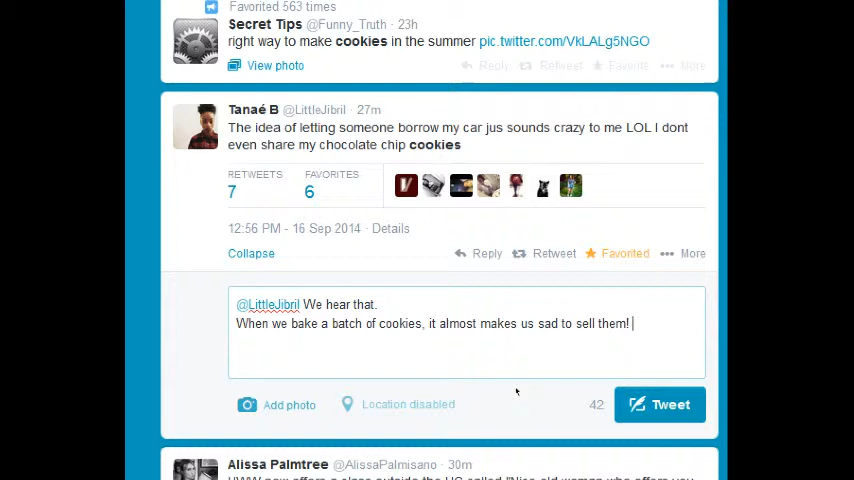 Favorited 563 times
Secret Tips @Funny_Truth · 23h
right way to make cookies in the summer pic.twitter.com/VkLALg5NGO
View photo Reply Retweet Favorite More
Tanaé B @LittleJibril · 27m
The idea of letting someone borrow my car jus sounds crazy to me LOL I dont
even share my chocolate chip cookies
RETWEETS FAVORITES
7 6
12:56 PM - 16 Sep 2014 · Details
Collapse Reply Retweet Favorited More
@LittleJibril We hear that.
When we bake a batch of cookies, it almost makes us sad to sell them!
Add photo Location disabled 42 Tweet
Alissa Palmtree @AlissaPalmisano · 30m